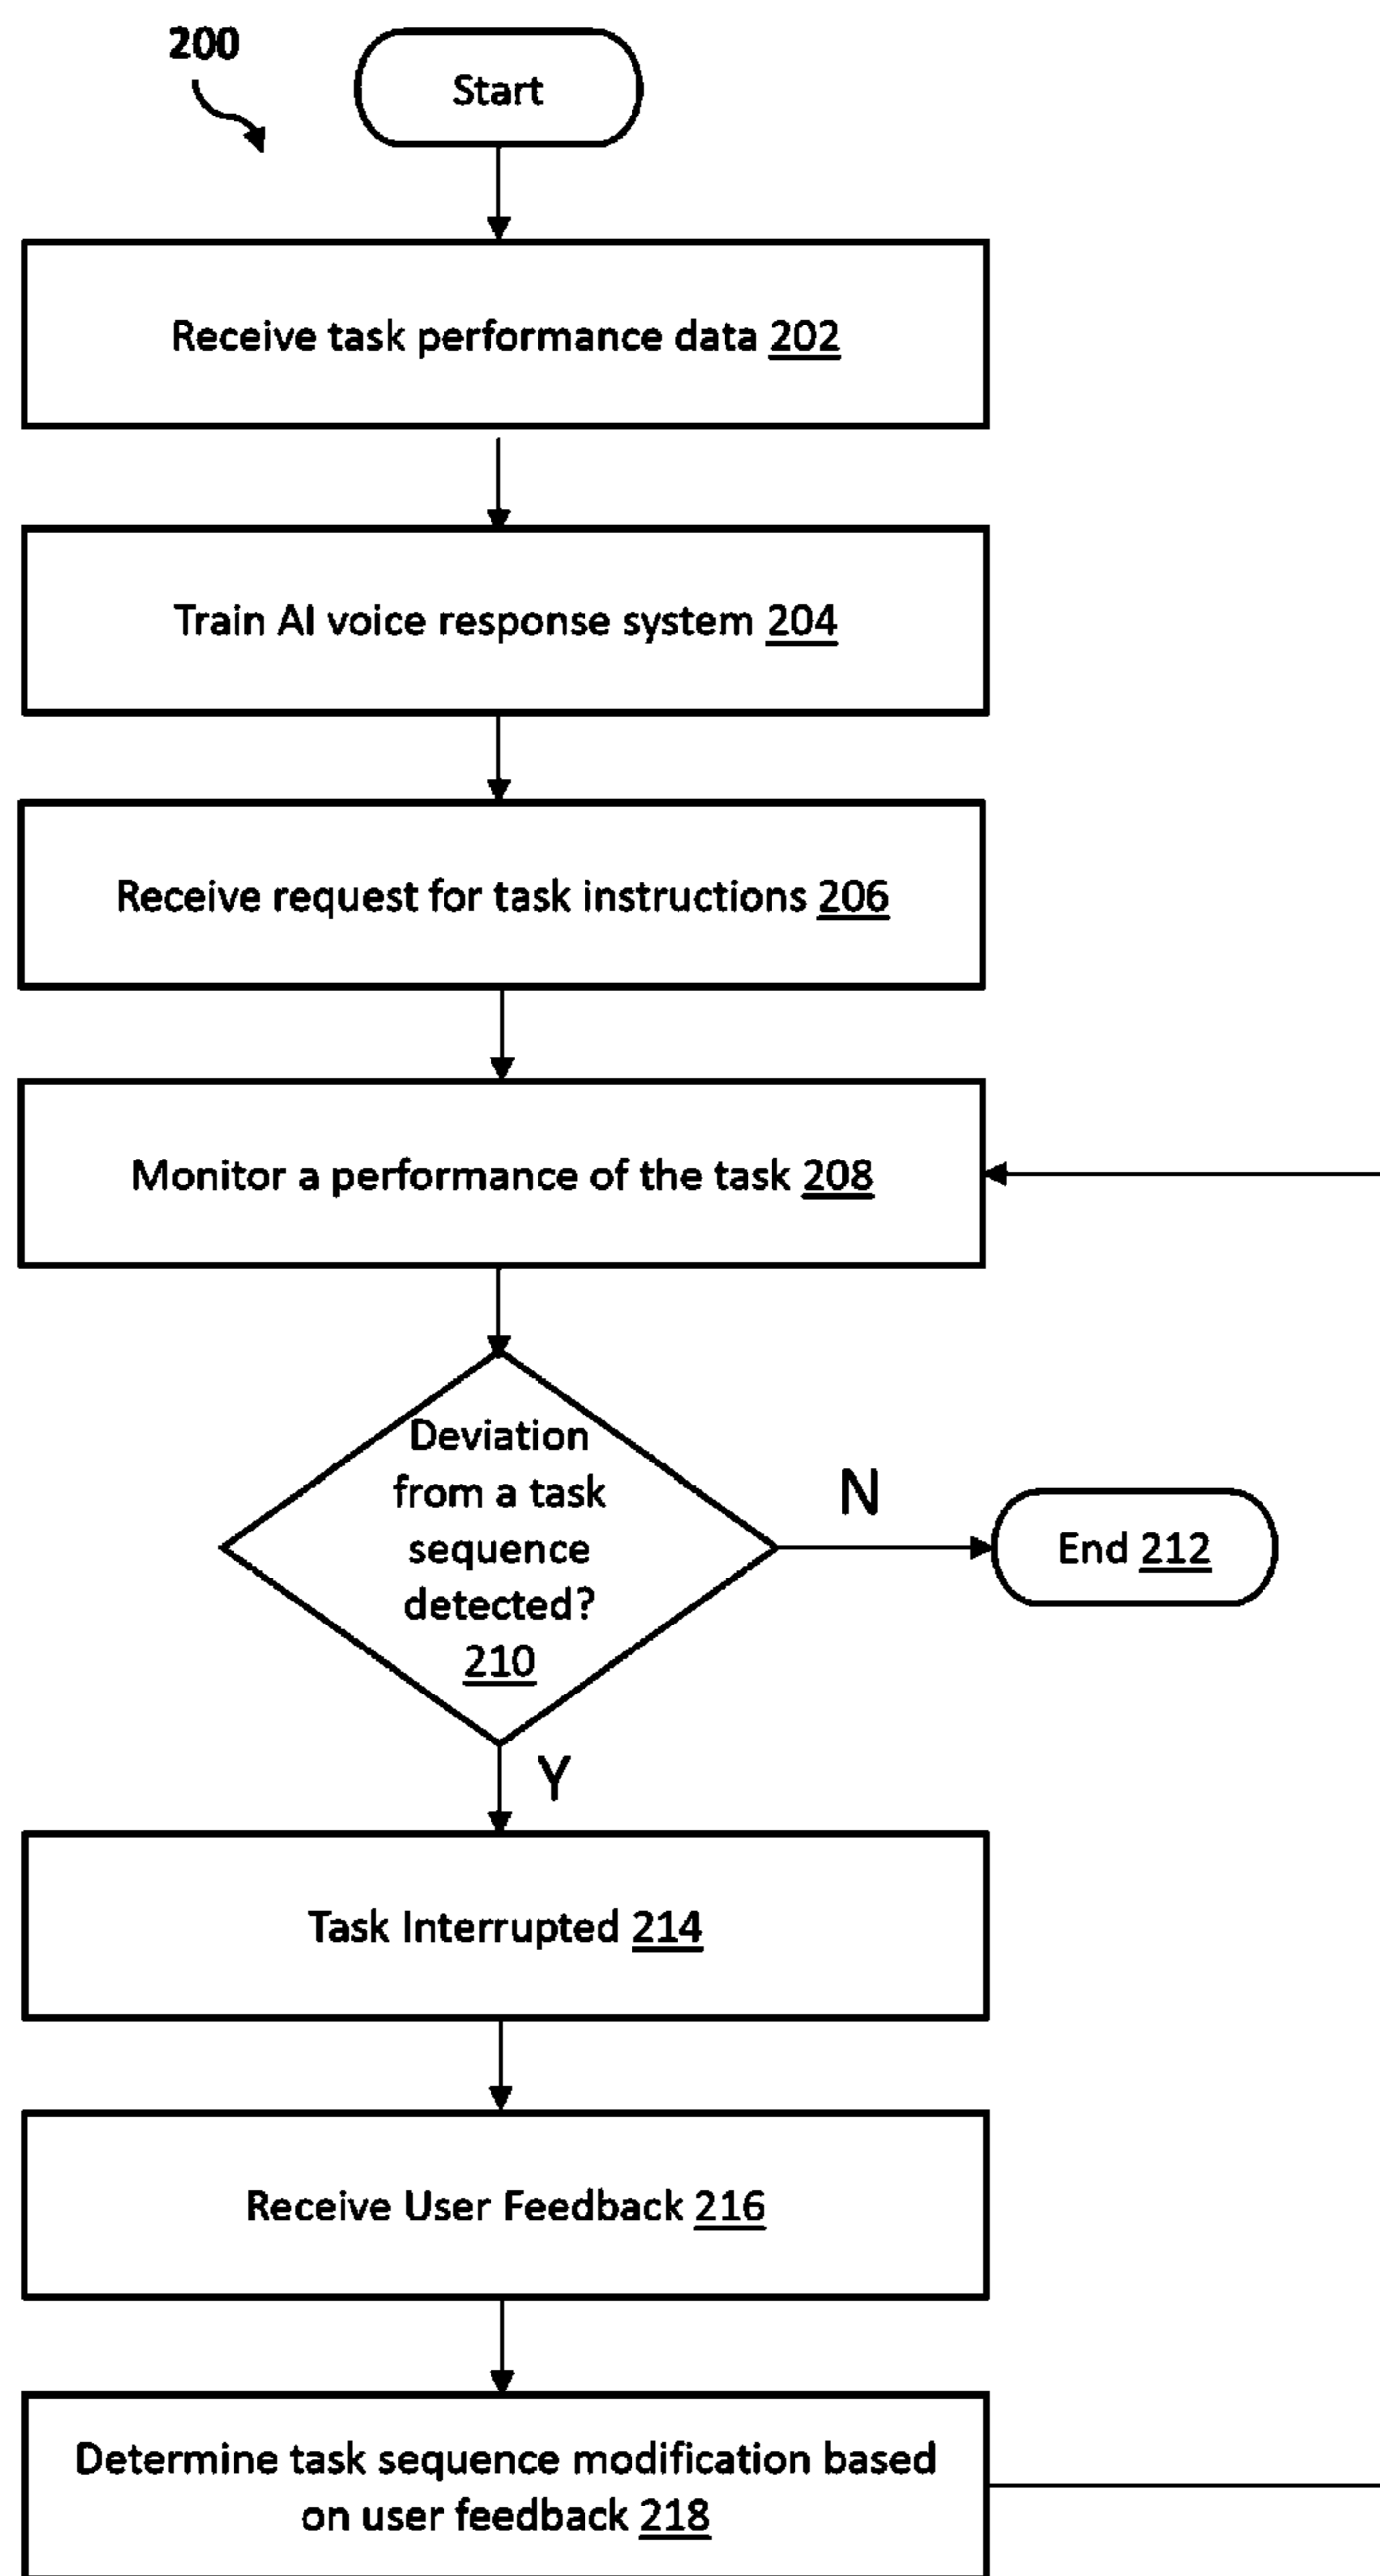 200
Start
Receive task performance data 202
Train AI voice response system 204
Receive request for task instructions 206
Monitor a performance of the task 208
Deviation
from a task
sequence
detected?
210
N
End 212
Y
Task Interrupted 214
Receive User Feedback 216
Determine task sequence modification based
on user feedback 218